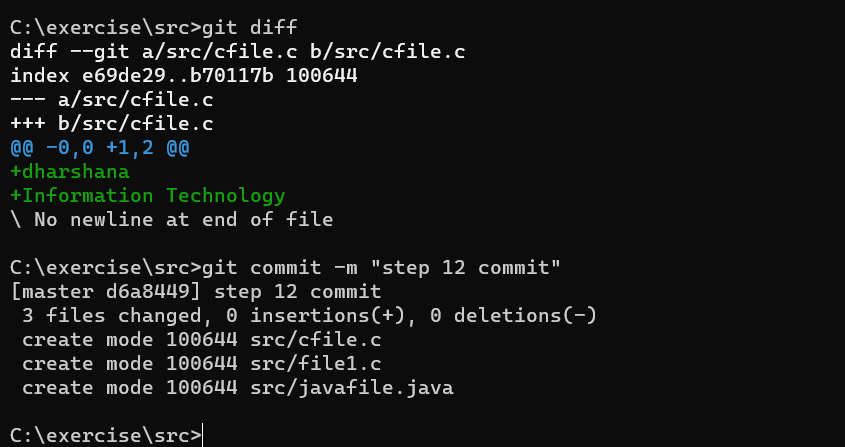 C:\exercise\src>git diff
diff --git a/src/cfile.c b/src/cfile.c
index e69de29..b70117b 100644
--- a/src/cfile.c
+++ b/src/cfile.c
@@ -0,0 +1,2 @@
+dharshana
+Information Technology
\ No newline at end of file
C:\exercise\src>git commit -m "step 12 commit"
[master d6a8449] step 12 commit
 3 files changed, 0 insertions(+), 0 deletions(-)
 create mode 100644 src/cfile.c
 create mode 100644 src/file1.c
 create mode 100644 src/javafile.java
C:\exercise\src>